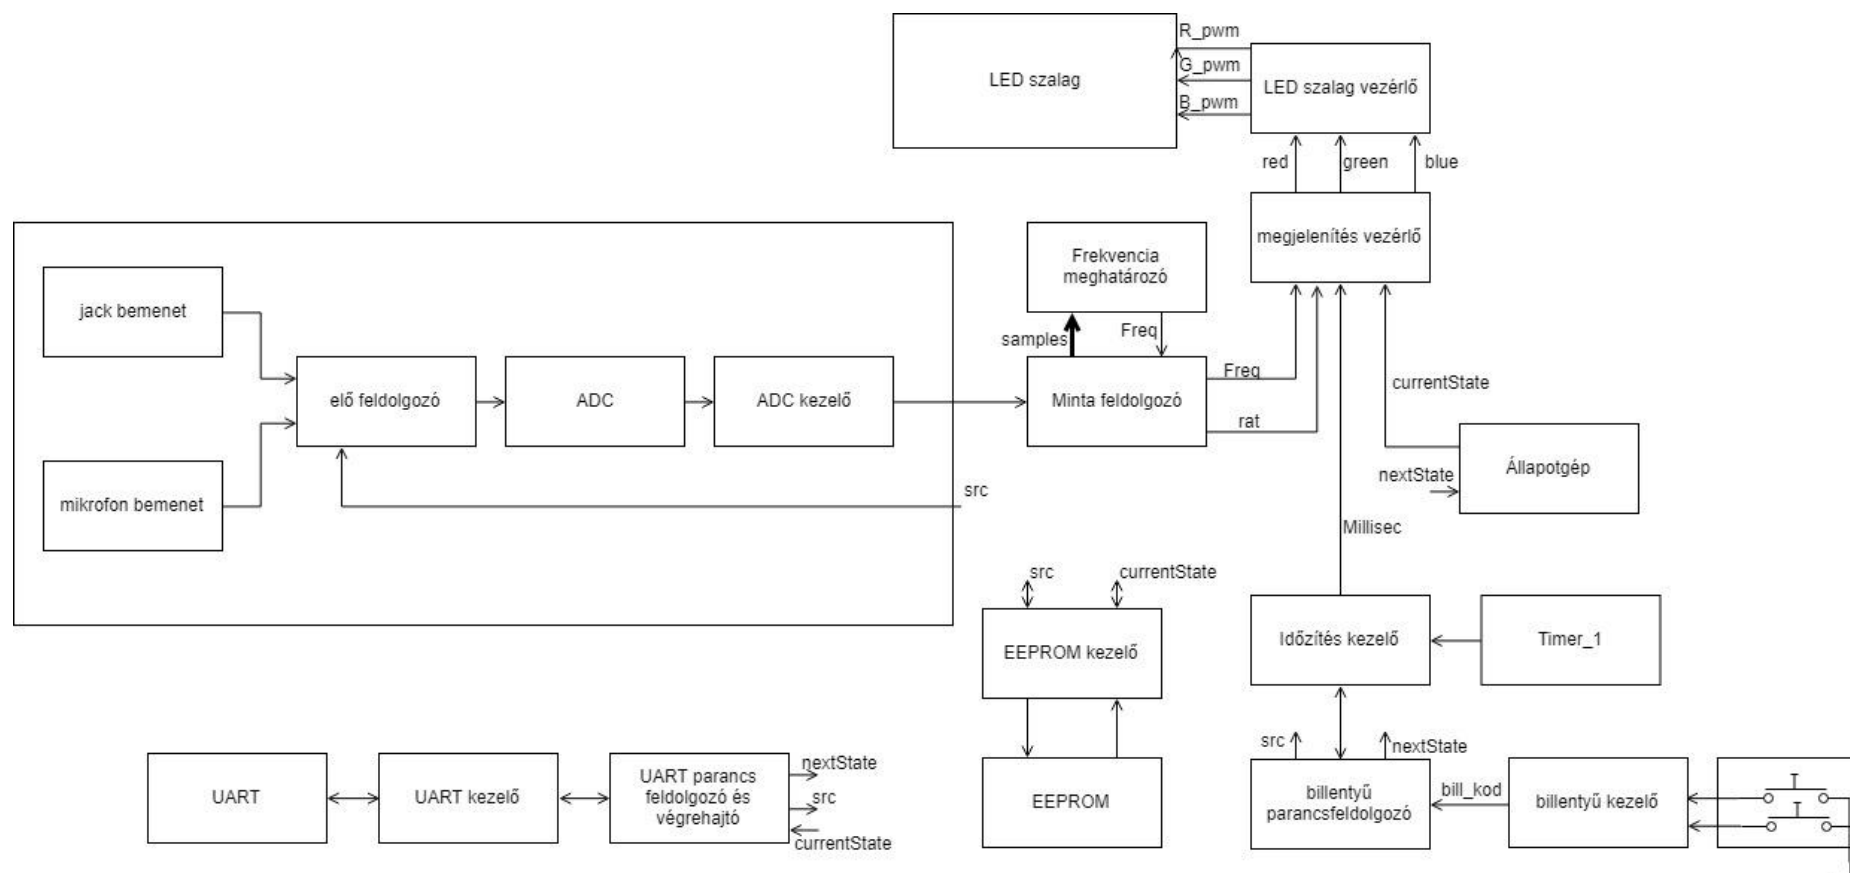 R_pwm
G_pwm
B_pwm
LED szalag
LED szalag vezérlő
red
green
blue
megjelenítés vezérlő
Frekvencia
meghatározó
jack bemenet
samples
Freq
Freq
currentState
elő feldolgozó
ADC
ADC kezelő
Minta feldolgozó
rat
Állapotgép
nextState
mikrofon bemenet
src
Millisec
src
currentState
EEPROM kezelő
Időzítés kezelő
Timer_1
src
nextState
nextState
UART
UART kezelő
UART parancs
feldolgozó és
végrehajtó
src
currentState
EEPROM
billentyű
parancsfeldolgozó
bill_kod
billentyű kezelő